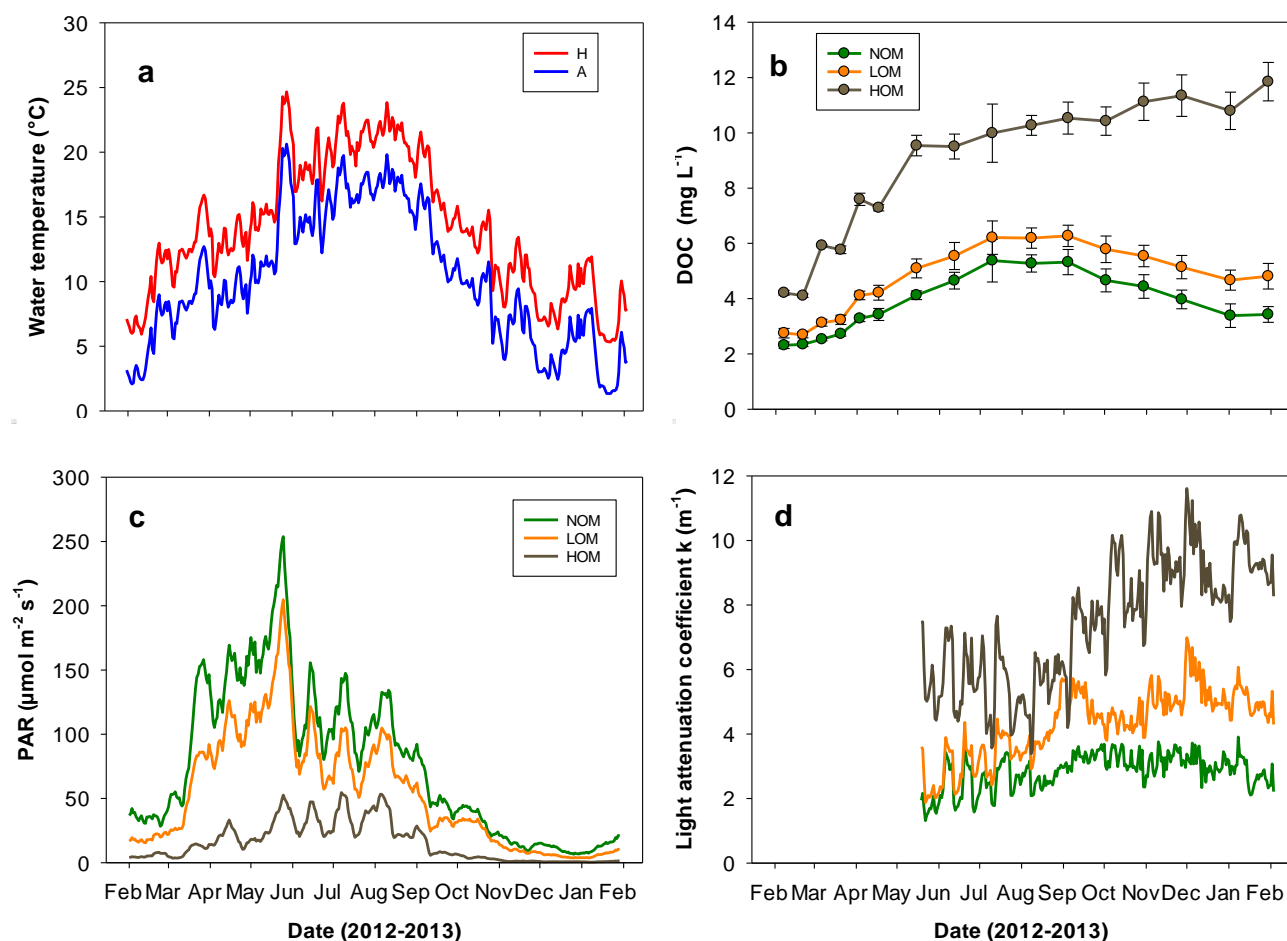 a
H
A
Water temperature (°C)
30
25
20
15
10
5
0
b
NOM
LOM
HOM
DOC (mg L⁻¹)
14
12
10
8
6
4
2
0
c
NOM
LOM
HOM
PAR (µmol m⁻² s⁻¹)
300
250
200
150
100
50
0
Feb Mar Apr May Jun Jul Aug Sep Oct Nov Dec Jan Feb
Date (2012-2013)
d
Light attenuation coefficient k (m⁻¹)
12
10
8
6
4
2
0
Feb Mar Apr May Jun Jul Aug Sep Oct Nov Dec Jan Feb
Date (2012-2013)